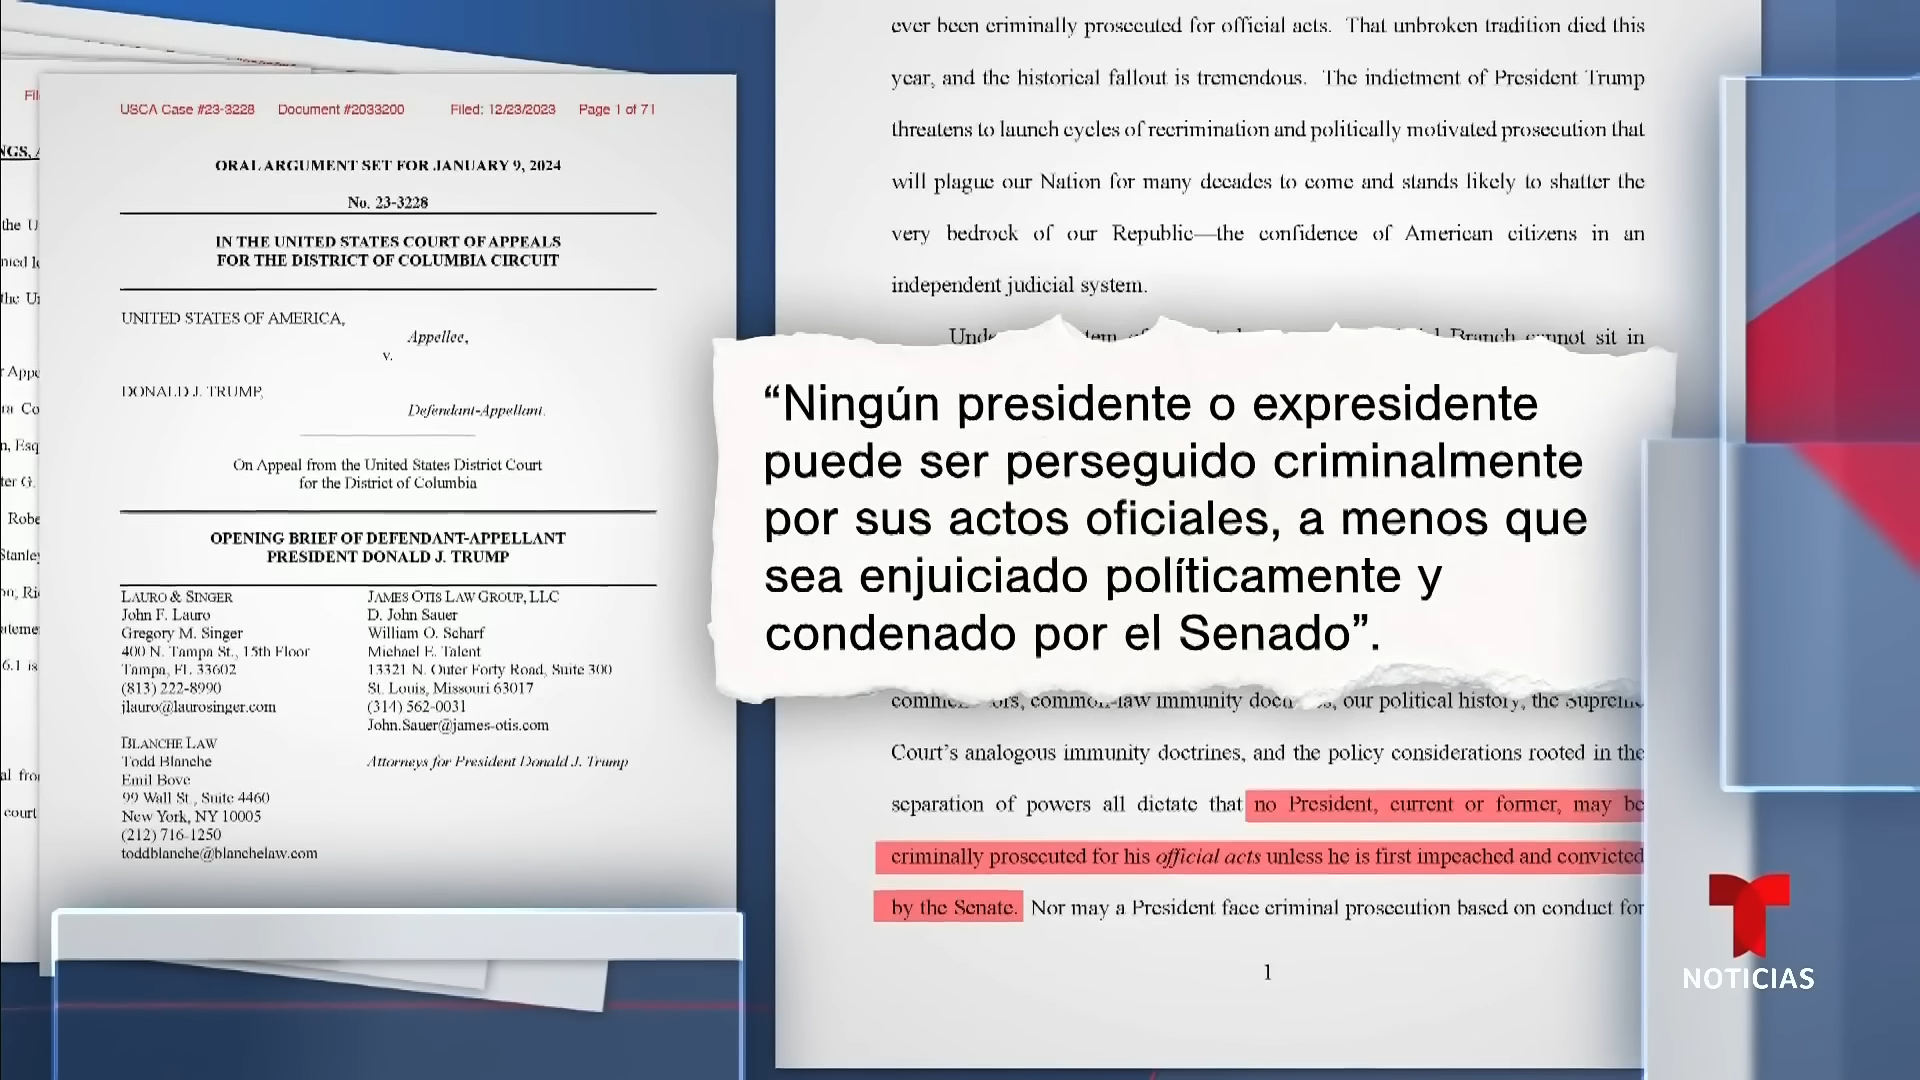 USCA Case #23-3228 Document #2033200 Filed: 12/23/2023 Page 1 of 71
ORAL ARGUMENT SET FOR JANUARY 9, 2024
No. 23-3228
IN THE UNITED STATES COURT OF APPEALS
FOR THE DISTRICT OF COLUMBIA CIRCUIT
UNITED STATES OF AMERICA,
Appellee,
v.
DONALD J. TRUMP,
Defendant-Appellant.
On Appeal from the United States District Court
for the District of Columbia
OPENING BRIEF OF DEFENDANT-APPELLANT
PRESIDENT DONALD J. TRUMP
LAURO & SINGER
John F. Lauro
Gregory M. Singer
400 N. Tampa St., 15th Floor
Tampa, FL 33602
(813) 222-8990
jlauro@laurosinger.com
BLANCHE LAW
Todd Blanche
Emil Bove
99 Wall St., Suite 4460
New York, NY 10005
(212) 716-1250
toddblanche@blanchelaw.com
JAMES OTIS LAW GROUP, LLC
D. John Sauer
William O. Scharf
Michael E. Talent
13321 N. Outer Forty Road, Suite 300
St. Louis, Missouri 63017
(314) 562-0031
John.Sauer@james-otis.com
Attorneys for President Donald J. Trump
ever been criminally prosecuted for official acts. That unbroken tradition died this
year, and the historical fallout is tremendous. The indictment of President Trump
threatens to launch cycles of recrimination and politically motivated prosecution that
will plague our Nation for many decades to come and stands likely to shatter the
very bedrock of our Republic—the confidence of American citizens in an
independent judicial system.
Branch cannot sit in
“Ningún presidente o expresidente
puede ser perseguido criminalmente
por sus actos oficiales, a menos que
sea enjuiciado políticamente y
condenado por el Senado”.
common-law immunity doctrines, our political history, the Supreme
Court’s analogous immunity doctrines, and the policy considerations rooted in the
separation of powers all dictate that no President, current or former, may be
criminally prosecuted for his official acts unless he is first impeached and convicted
by the Senate. Nor may a President face criminal prosecution based on conduct for
1
NOTICIAS